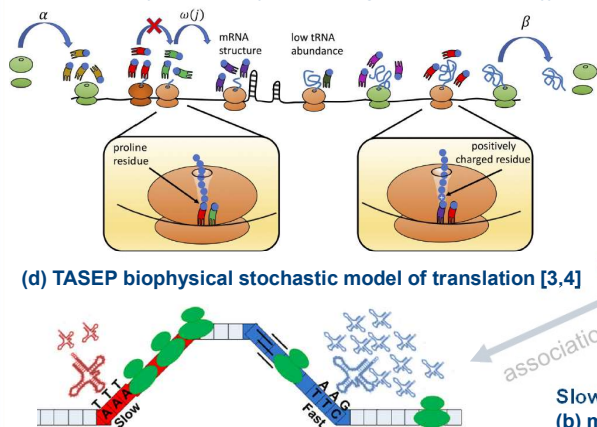 α
ω(j)
β
mRNA
structure
low tRNA
abundance
proline
residue
positively
charged residue
(d) TASEP biophysical stochastic model of translation [3,4]
T T T
A A A
Slow
A A G
T T C
Fast
associatio
Slow
(b) m